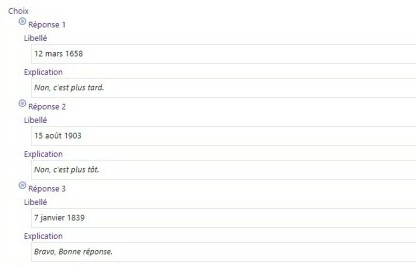 Choix
Réponse 1
Libellé
12 mars 1658
Explication
Non, c'est plus tard.
Réponse 2
Libellé
15 août 1903
Explication
Non, c'est plus tôt.
Réponse 3
Libellé
7 janvier 1839
Explication
Bravo, Bonne réponse.